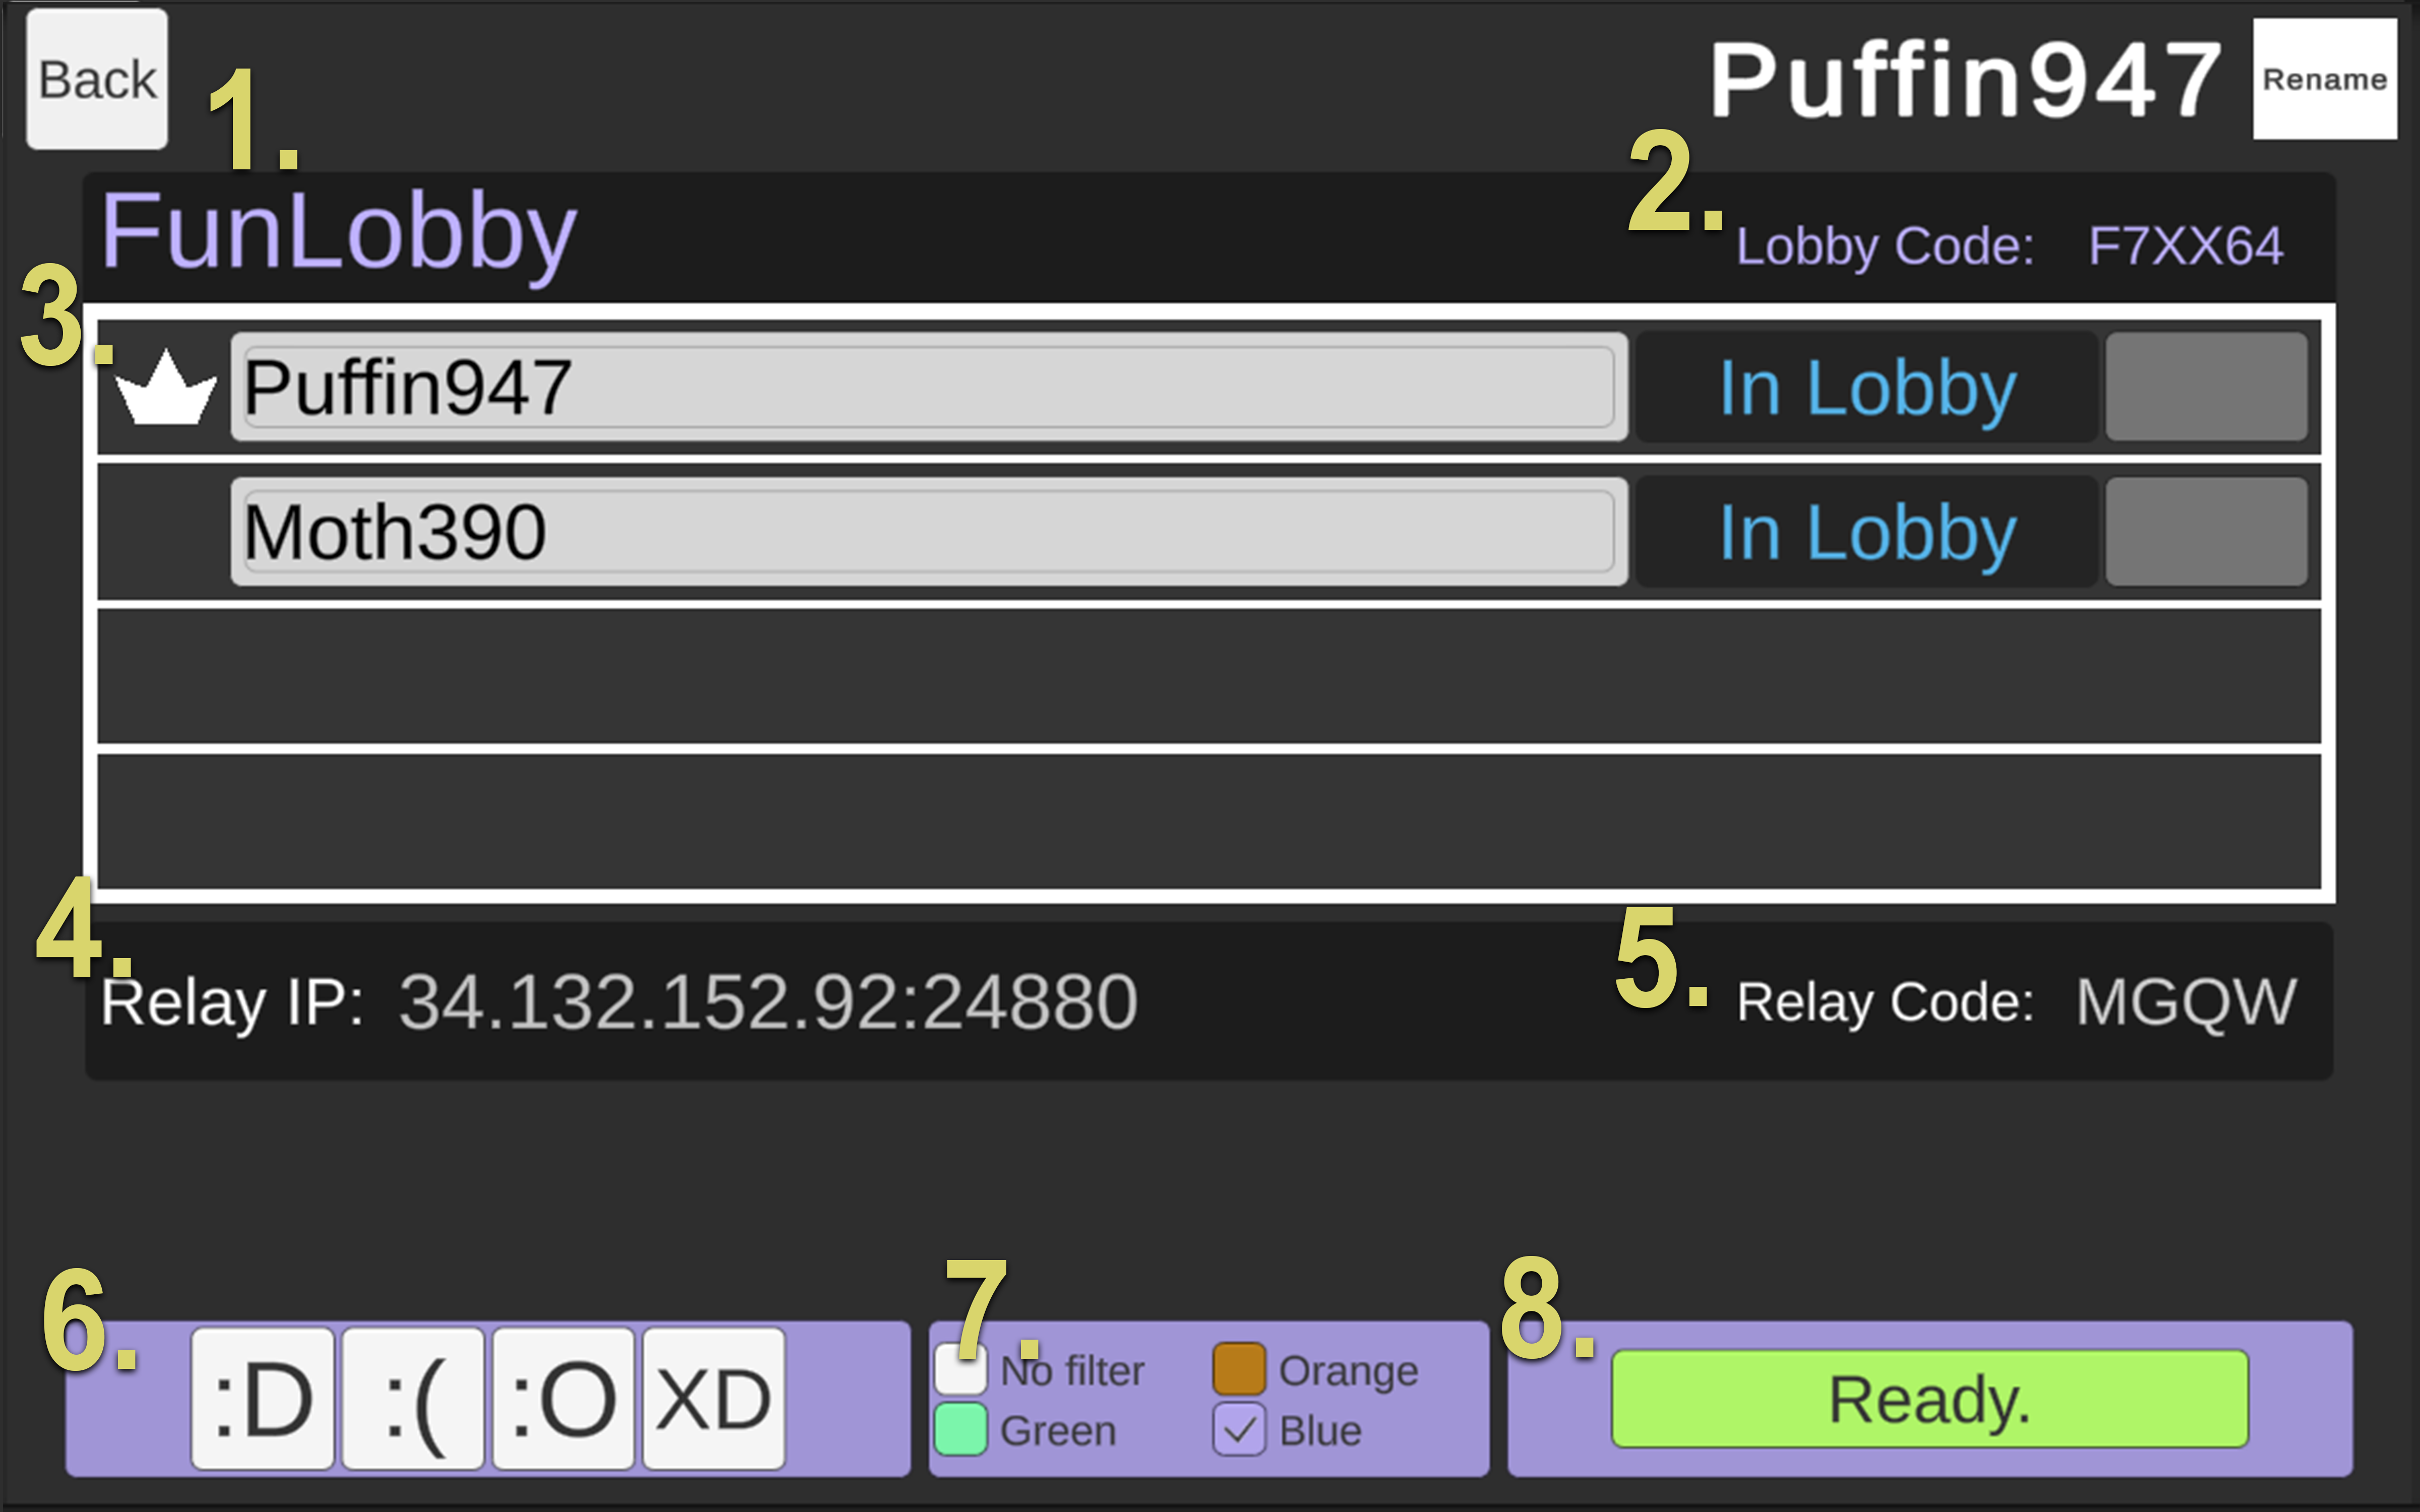 Back
1.
Puffin947
Rename
2.
FunLobby
Lobby Code: F7XX64
3.
Puffin947 In Lobby
Moth390 In Lobby
4.
5.
Relay IP: 34.132.152.92:24880
Relay Code: MGQW
6.
7.
8.
:D :( :O XD
No filter Orange
Green Blue
Ready.